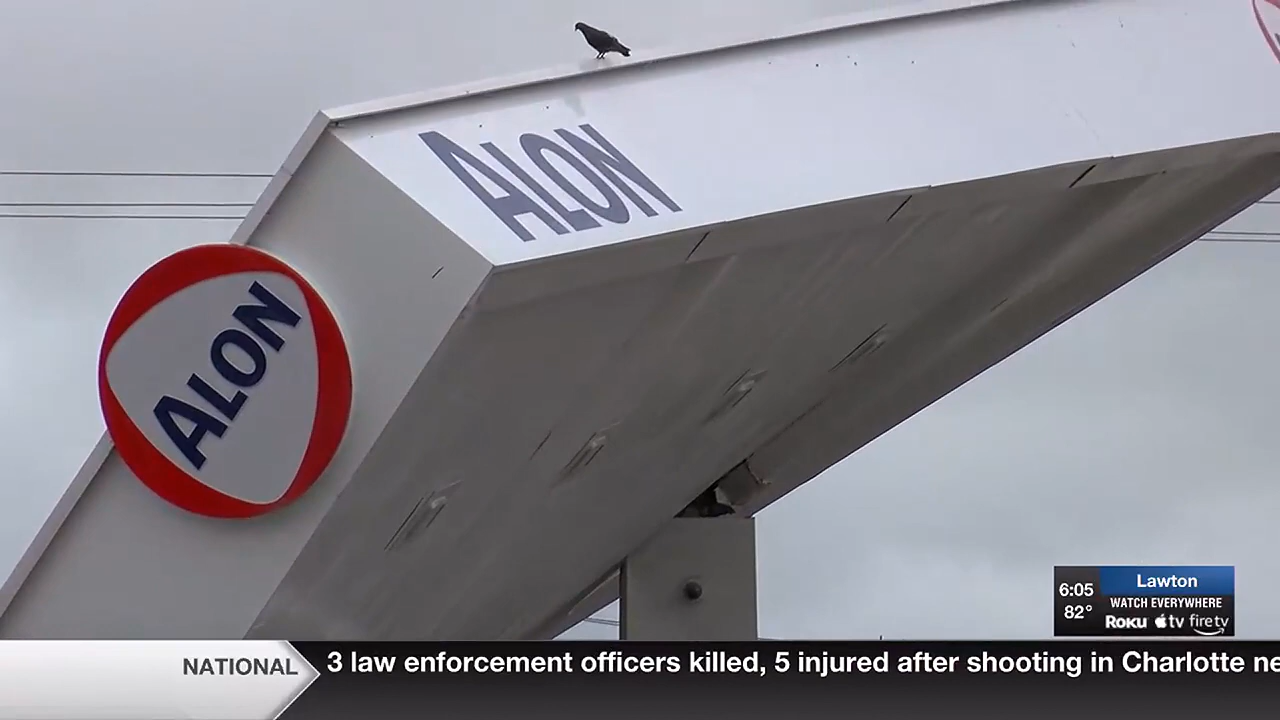 ALON
ALON
6:05
Lawton
82°
WATCH EVERYWHERE
ROKU tv firetv
NATIONAL
3 law enforcement officers killed, 5 injured after shooting in Charlotte ne